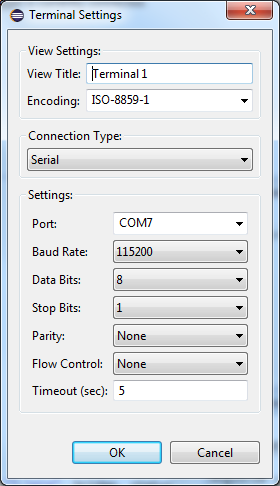 Terminal Settings
View Settings:
View Title: Terminal 1
Encoding: ISO-8859-1
Connection Type:
Serial
Settings:
Port: COM7
Baud Rate: 115200
Data Bits: 8
Stop Bits: 1
Parity: None
Flow Control: None
Timeout (sec): 5
OK Cancel